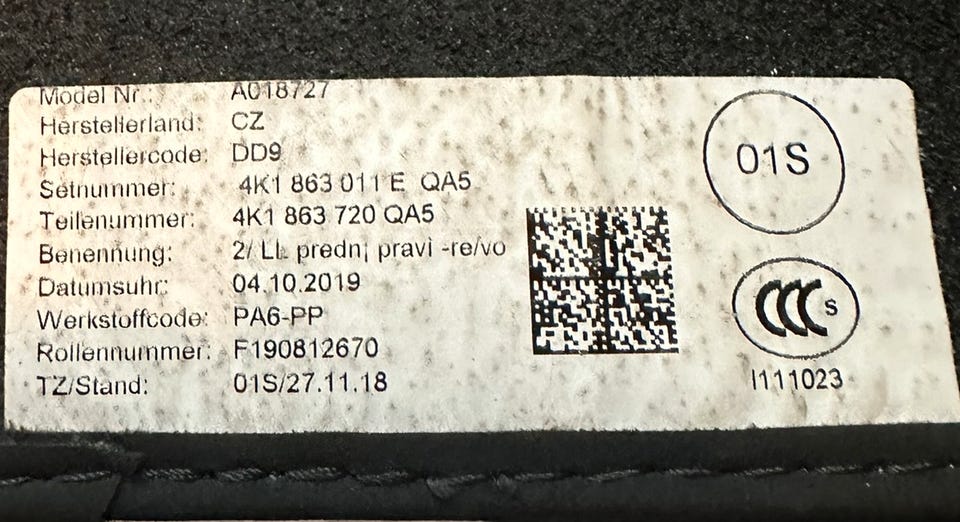 Model Nr.: A018727
Herstellerland: CZ
Herstellercode: DD9
Setnummer: 4K1 863 011 E QA5
Teilenummer: 4K1 863 720 QA5
Benennung: 2/ LL predn¡ pravi -re/vo
Datumsuhr: 04.10.2019
Werkstoffcode: PA6-PP
Rollennummer: F190812670
TZ/Stand: 01S/27.11.18
01S
CCC S
I111023